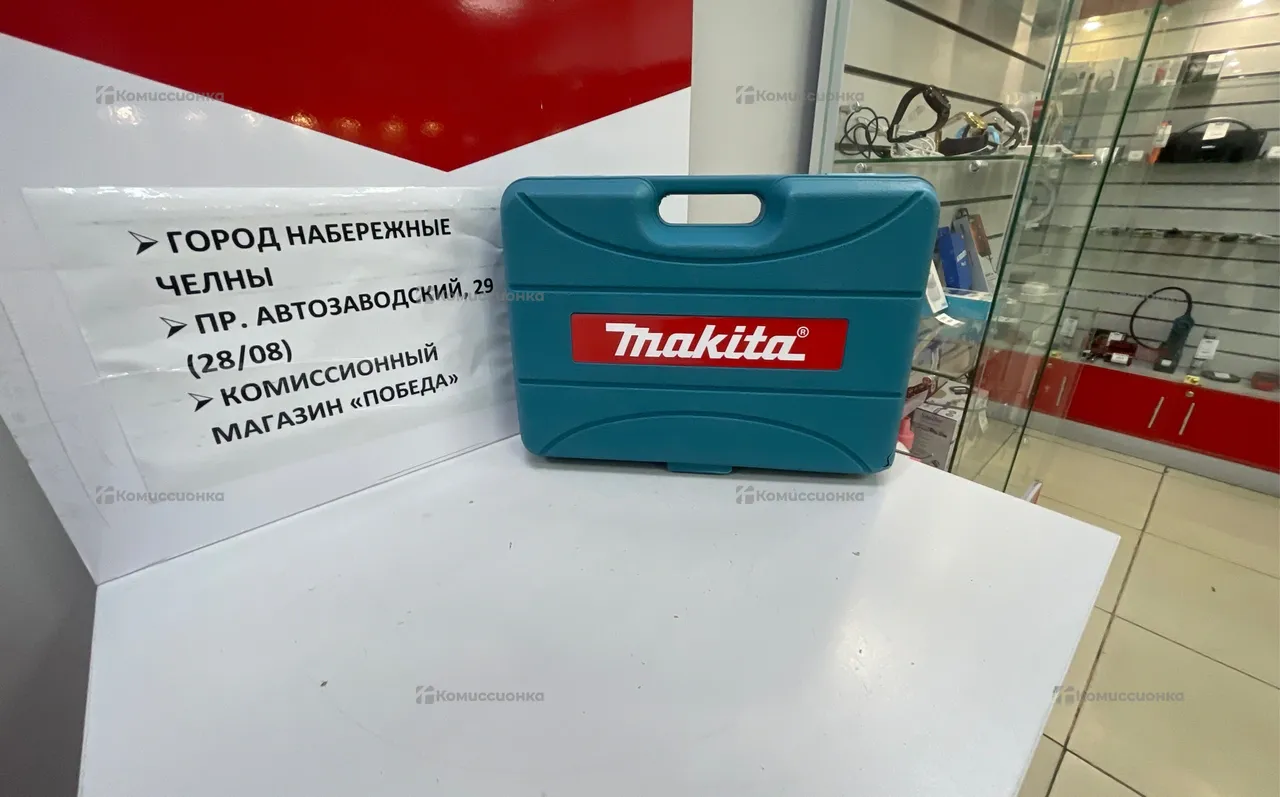 Комиссионка
Комиссионка
➢ ГОРОД НАБЕРЕЖНЫЕ
ЧЕЛНЫ
➢ ПР. АВТОЗАВОДСКИЙ, 29
(28/08)
➢ КОМИССИОННЫЙ
МАГАЗИН «ПОБЕДА»
Комиссионка
makita®
Комиссионка
Комиссионка
Комиссионка
Комиссионка